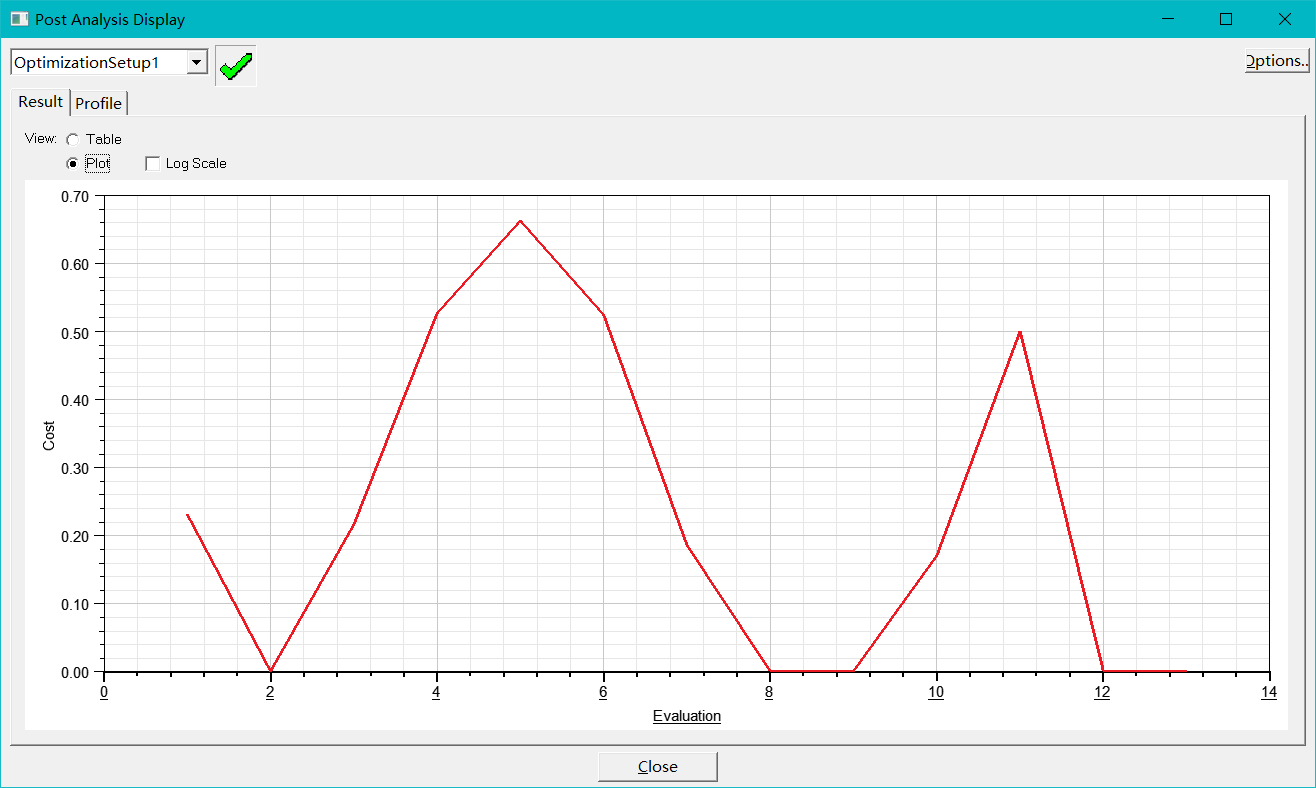 Post Analysis Display
OptimizationSetup1
Options..
Result Profile
View: Table
Plot Log Scale
0.70
0.60
0.50
0.40
0.30
0.20
0.10
0.00
Cost
0 2 4 6 8 10 12 14
Evaluation
Close